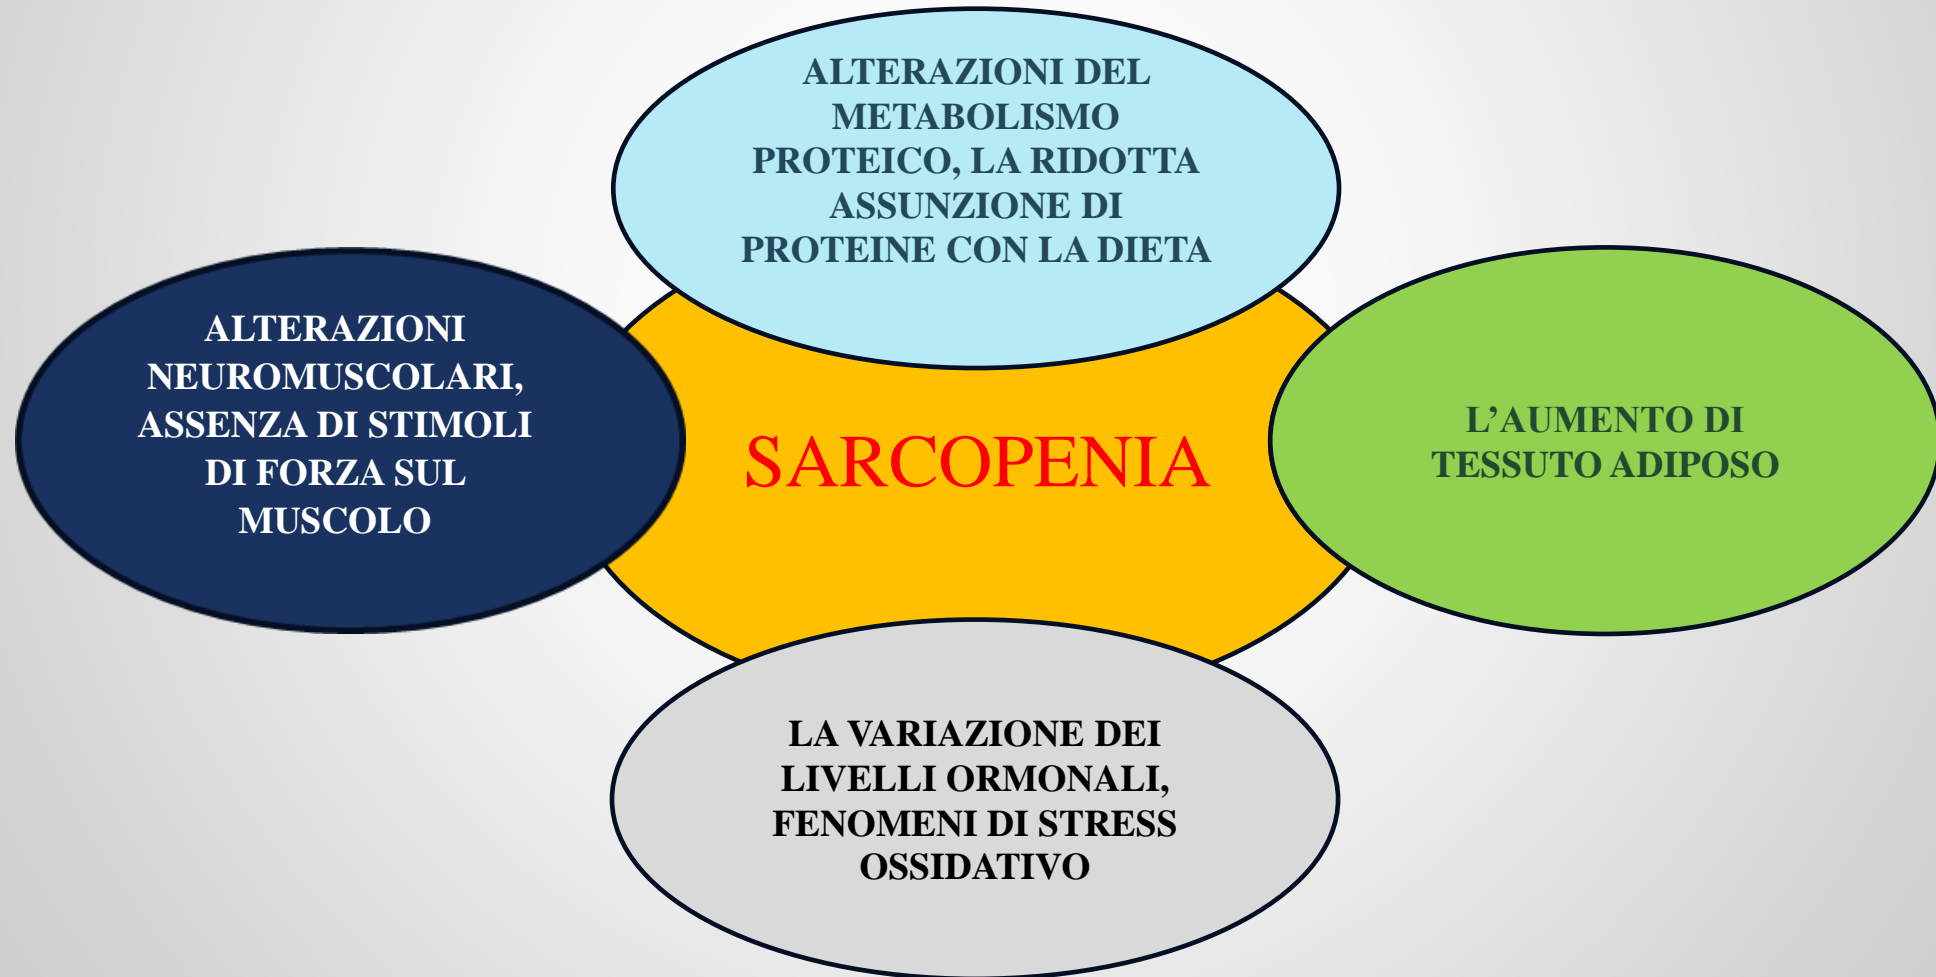 ALTERAZIONI DEL
METABOLISMO
PROTEICO, LA RIDOTTA
ASSUNZIONE DI
PROTEINE CON LA DIETA
ALTERAZIONI
NEUROMUSCOLARI,
ASSENZA DI STIMOLI
DI FORZA SUL
MUSCOLO
SARCOPENIA
L’AUMENTO DI
TESSUTO ADIPOSO
LA VARIAZIONE DEI
LIVELLI ORMONALI,
FENOMENI DI STRESS
OSSIDATIVO